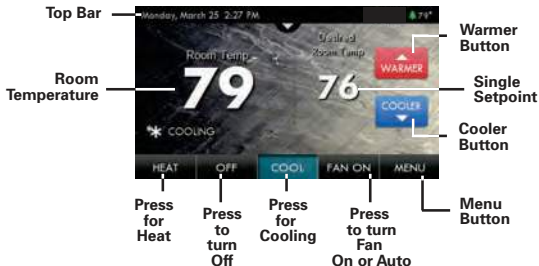 Top Bar
Monday, March 25 2:27 PM
79°
Warmer
Button
Room Temp
Desired
Room Temp
WARMER
Room
Temperature
79
76
Single
Setpoint
COOLER
COOLING
Cooler
Button
HEAT
OFF
COOL
FAN ON
MENU
Press
for
Heat
Press
to
turn
Off
Press
for
Cooling
Press
to turn
Fan
On or Auto
Menu
Button